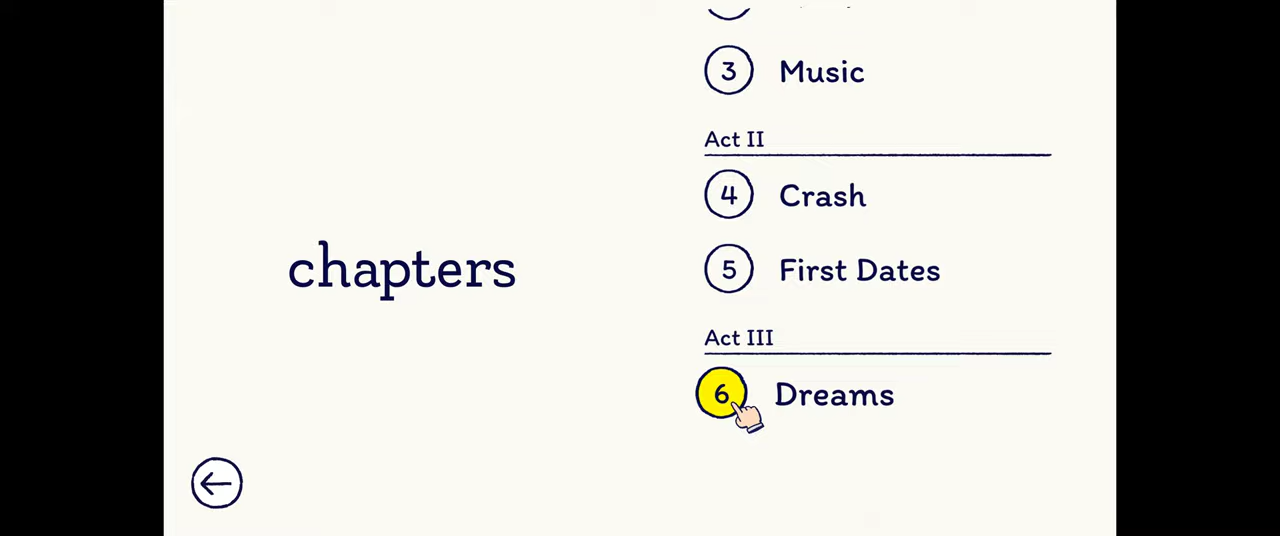 3 Music
Act II
4 Crash
chapters
5 First Dates
Act III
6 Dreams